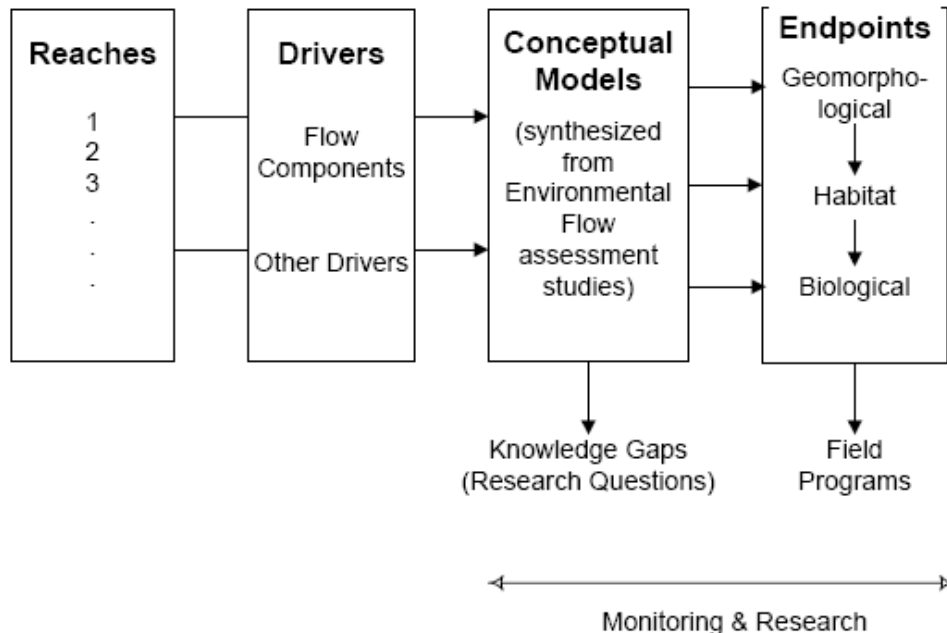 Reaches
1
2
3
.
.
.
Drivers
Flow
Components
Other Drivers
Conceptual
Models
(synthesized
from
Environmental
Flow
assessment
studies)
Endpoints
Geomorpho-
logical
Habitat
Biological
Knowledge Gaps
(Research Questions)
Field
Programs
Monitoring & Research